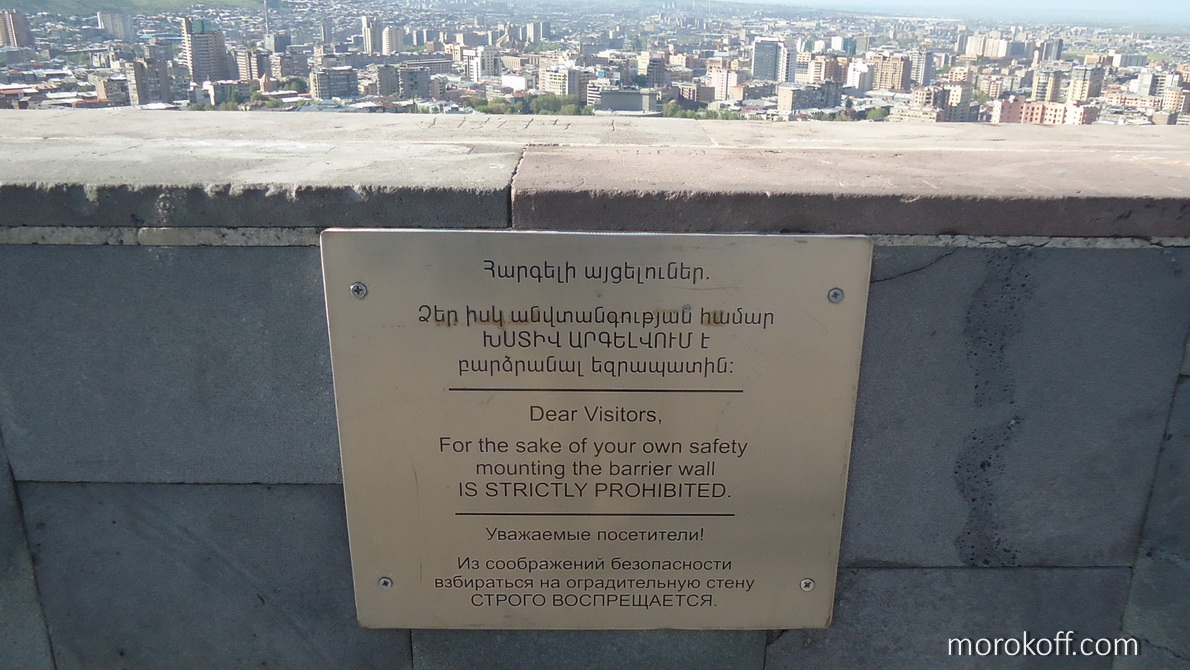 Հարգելի այցելուներ.
Ձեր իսկ անվտանգության համար
ԽՍՏԻՎ ԱՐԳԵԼՎՈՒՄ է
բարձրանալ եզրապատին:
Dear Visitors,
For the sake of your own safety
mounting the barrier wall
IS STRICTLY PROHIBITED.
Уважаемые посетители!
Из соображений безопасности
взбираться на оградительную стену
СТРОГО ВОСПРЕЩАЕТСЯ.
morokoff.com